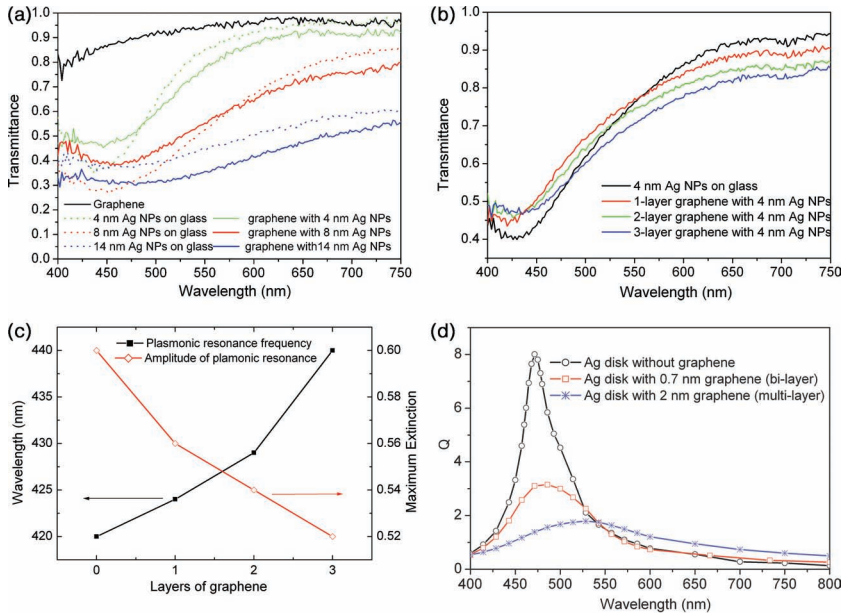 (a)
1.0
0.9
0.8
0.7
0.6
0.5
0.4
0.3
0.2
0.1
0.0
Transmittance
Graphene
4 nm Ag NPs on glass
graphene with 4 nm Ag NPs
8 nm Ag NPs on glass
graphene with 8 nm Ag NPs
14 nm Ag NPs on glass
graphene with14 nm Ag NPs
400 450 500 550 600 650 700 750
Wavelength (nm)
(b)
1.0
0.9
0.8
0.7
0.6
0.5
0.4
Transmittance
4 nm Ag NPs on glass
1-layer graphene with 4 nm Ag NPs
2-layer graphene with 4 nm Ag NPs
3-layer graphene with 4 nm Ag NPs
400 450 500 550 600 650 700 750
Wavelength (nm)
(c)
Plasmonic resonance frequency
Amplitude of plamonic resonance
440
430
425
420
Wavelength (nm)
0.60
0.58
0.56
0.54
0.52
Maximum Extinction
0 1 2 3
Layers of graphene
(d)
8
6
4
2
0
Q
Ag disk without graphene
Ag disk with 0.7 nm graphene (bi-layer)
Ag disk with 2 nm graphene (multi-layer)
400 450 500 550 600 650 700 750 800
Wavelength (nm)